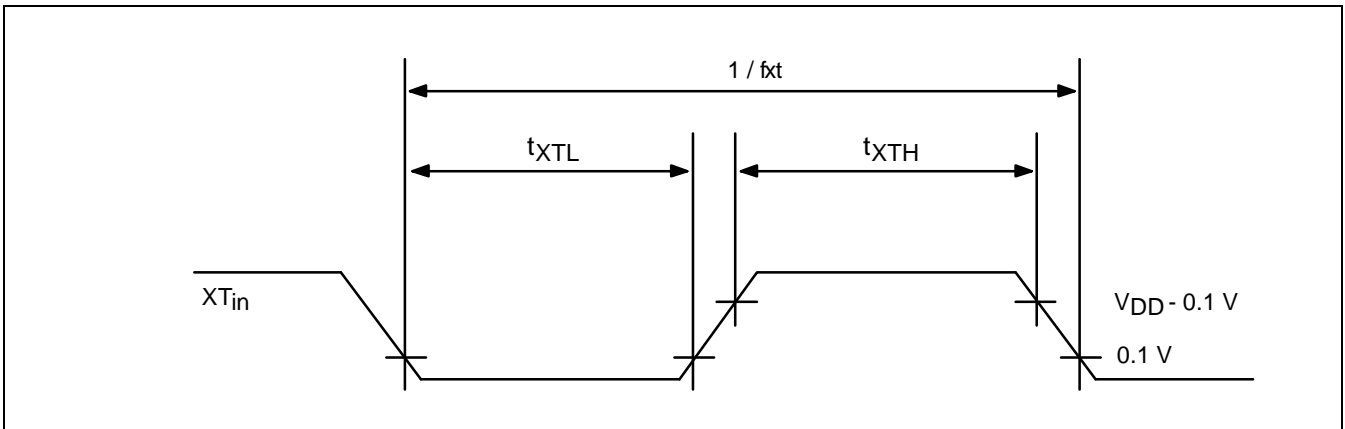 1 / fxt
tXTL
tXTH
XTin
VDD - 0.1 V
0.1 V